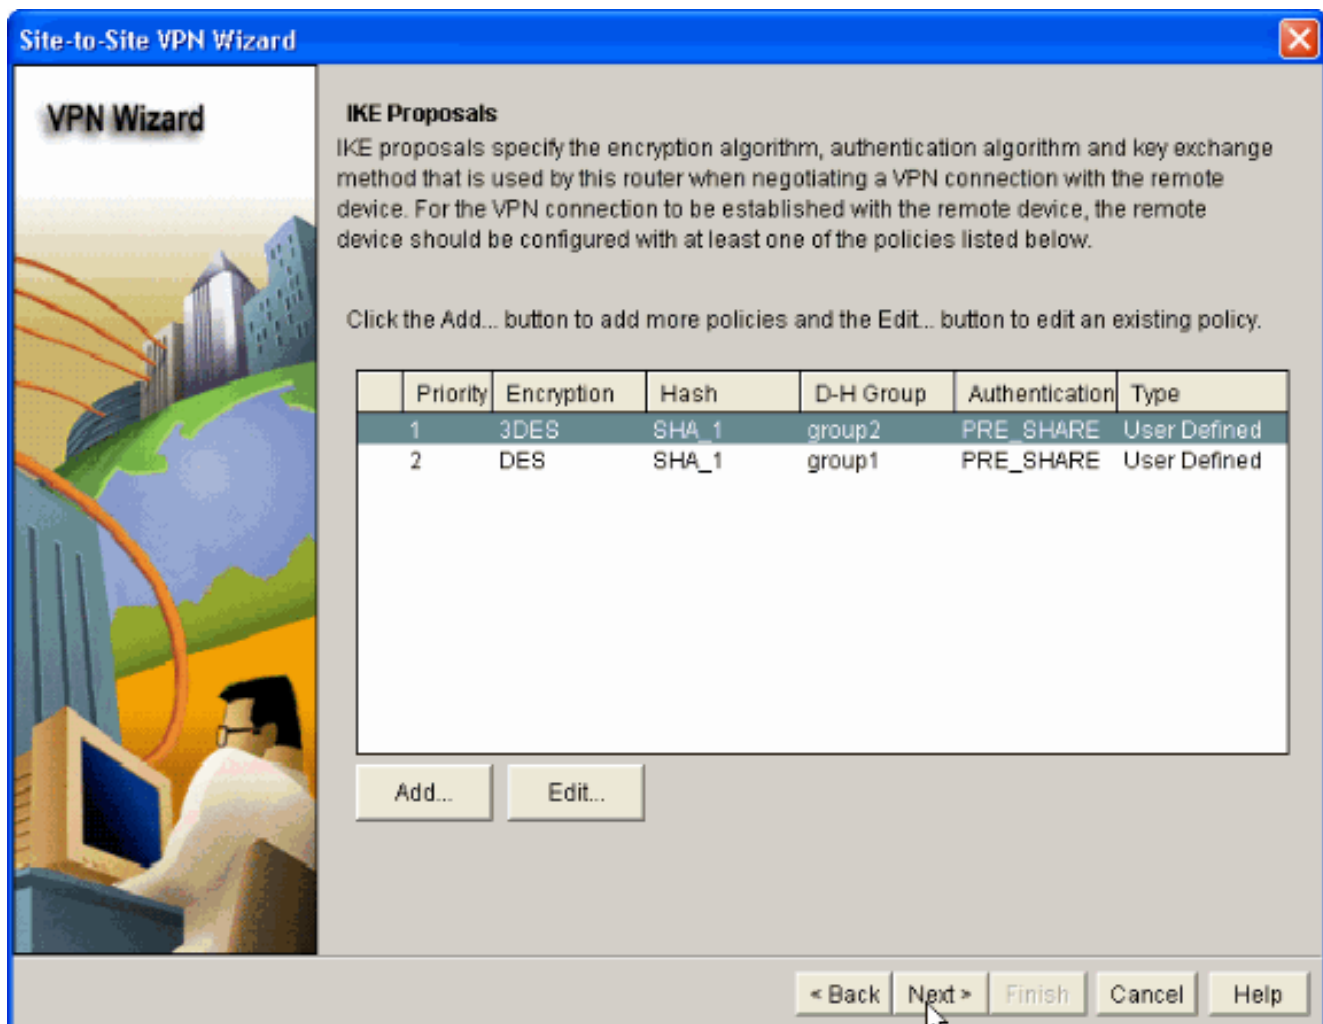 Site-to-Site VPN Wizard
VPN Wizard
IKE Proposals
IKE proposals specify the encryption algorithm, authentication algorithm and key exchange
method that is used by this router when negotiating a VPN connection with the remote
device. For the VPN connection to be established with the remote device, the remote
device should be configured with at least one of the policies listed below.
Click the Add... button to add more policies and the Edit... button to edit an existing policy.
Priority Encryption Hash D-H Group Authentication Type
1 3DES SHA_1 group2 PRE_SHARE User Defined
2 DES SHA_1 group1 PRE_SHARE User Defined
Add... Edit...
< Back Next > Finish Cancel Help